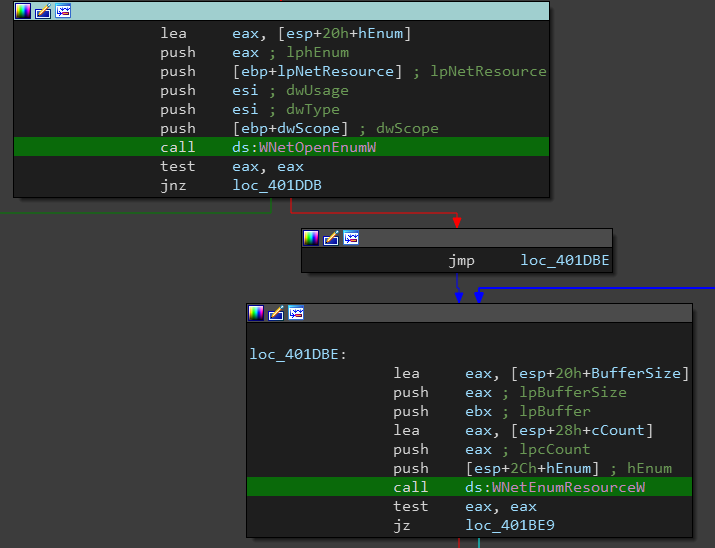 lea eax, [esp+20h+hEnum]
push eax ; lphEnum
push [ebp+lpNetResource] ; lpNetResource
push esi ; dwUsage
push esi ; dwType
push [ebp+dwScope] ; dwScope
call ds:WNetOpenEnumW
test eax, eax
jnz loc_401DDB
jmp loc_401DBE
loc_401DBE:
lea eax, [esp+20h+BufferSize]
push eax ; lpBufferSize
push ebx ; lpBuffer
lea eax, [esp+28h+cCount]
push eax ; lpcCount
push [esp+2Ch+hEnum] ; hEnum
call ds:WNetEnumResourceW
test eax, eax
jz loc_401BE9